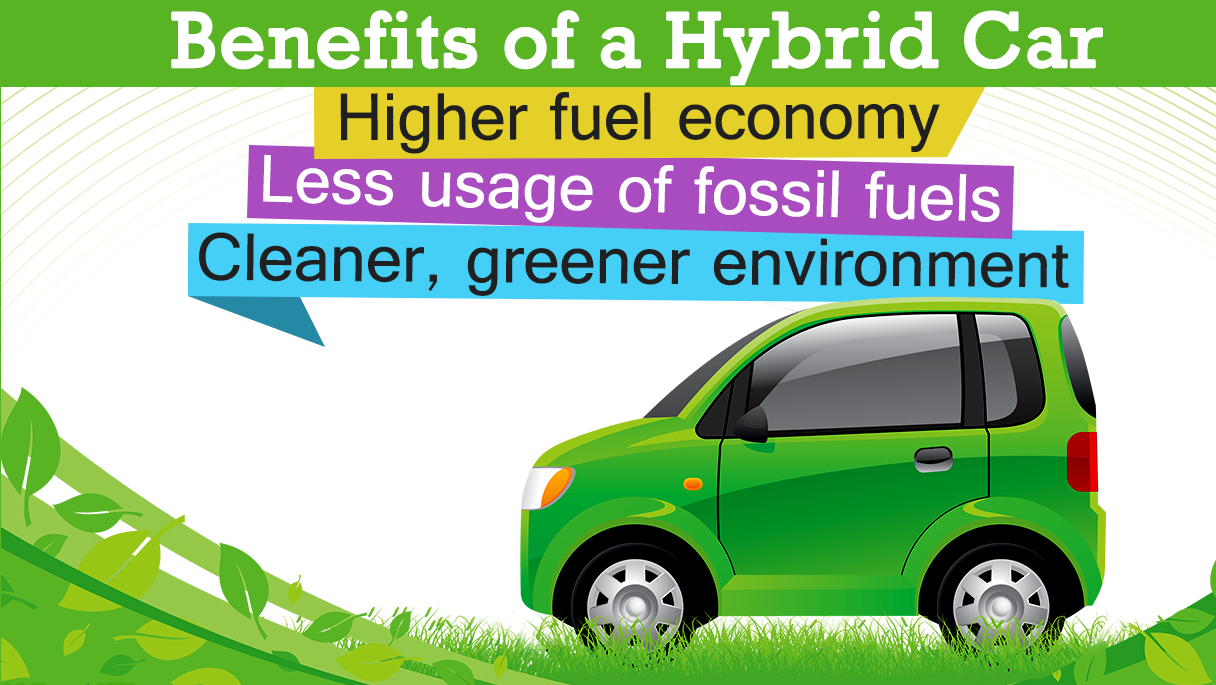 Benefits of a Hybrid Car
Higher fuel economy
Less usage of fossil fuels
Cleaner, greener environment